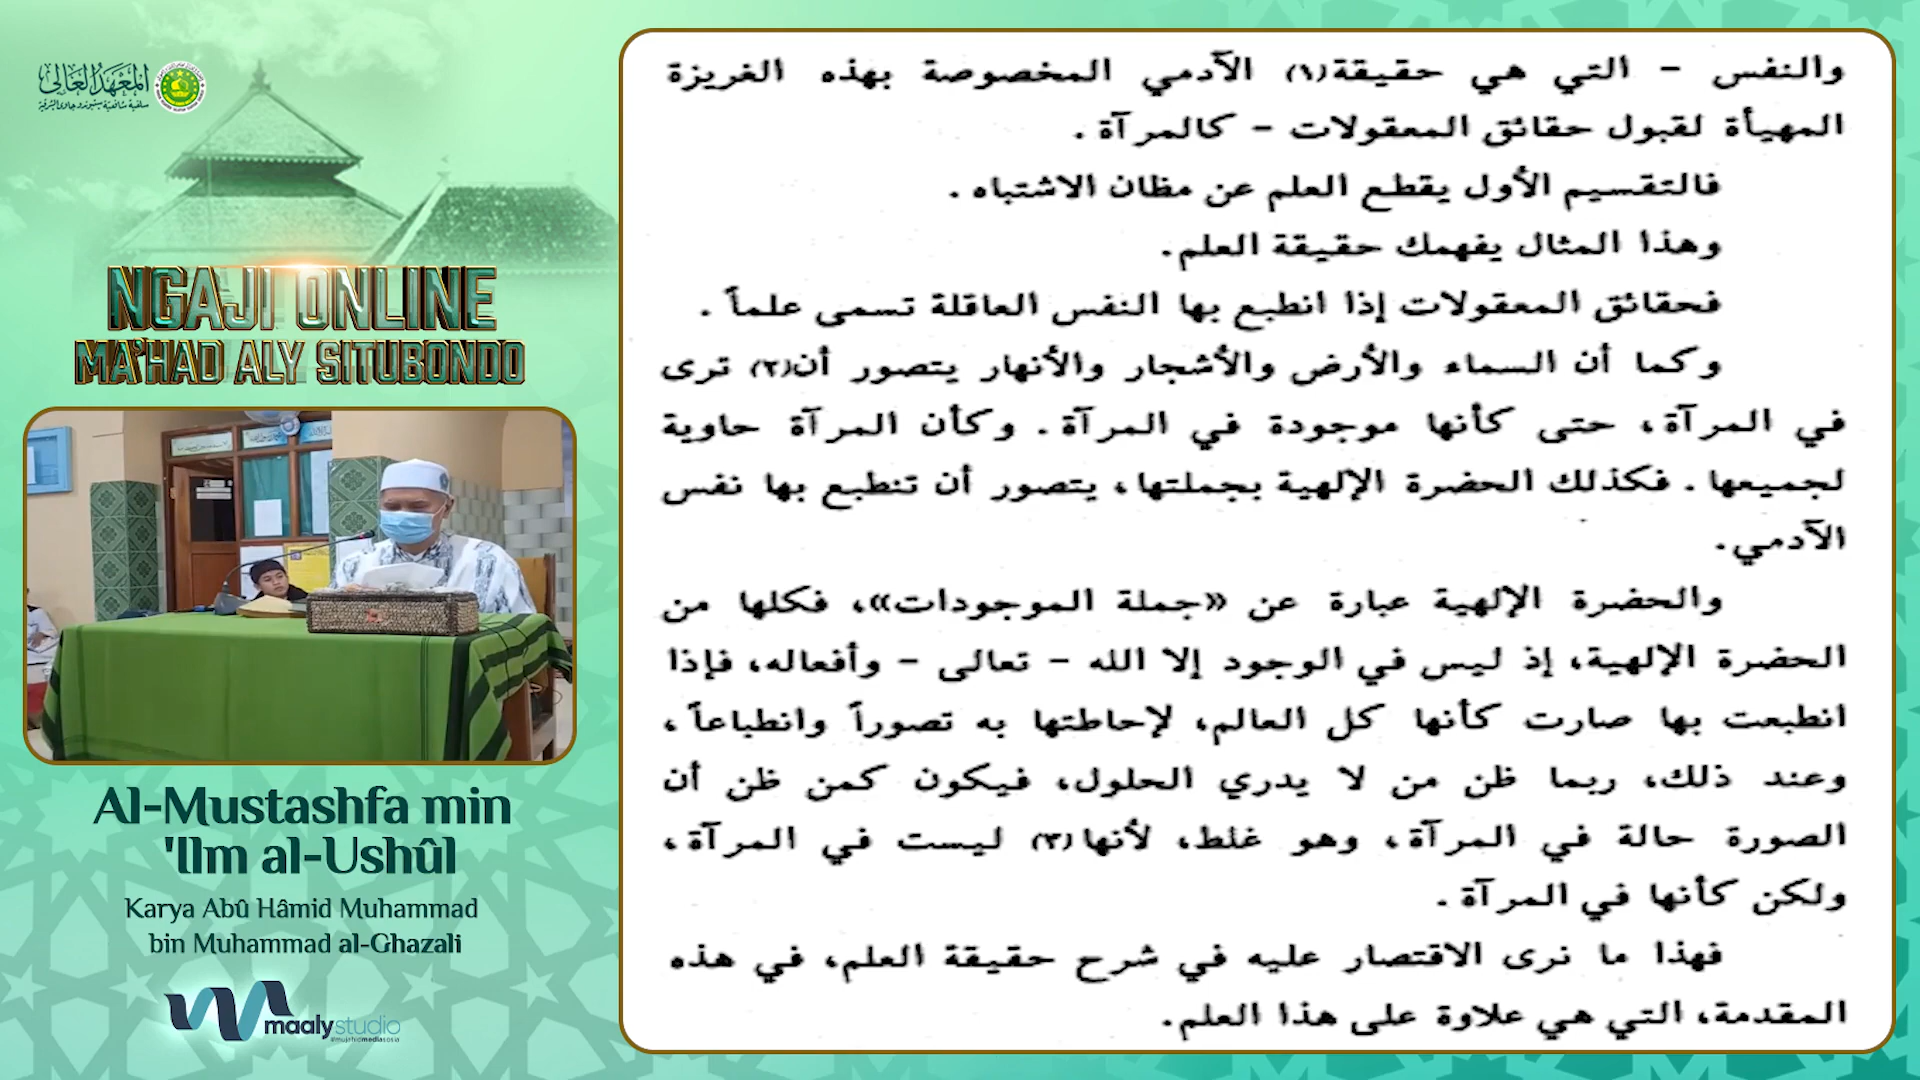 المعهد العالي
NGAJI ONLINE
MA'HAD ALY SITUBONDO
Al-Mustashfa min
'Ilm al-Ushûl
Karya Abû Hâmid Muhammad
bin Muhammad al-Ghazali
maalystudio
#mujahidmediasosia
والنفس - التي هي حقيقة(١) الآدمي المخصوصة بهذه الغريزة
المهيأة لقبول حقائق المعقولات - كالمرآة .
فالتقسيم الأول يقطع العلم عن مظان الاشتباه .
وهذا المثال يفهمك حقيقة العلم.
فحقائق المعقولات إذا انطبع بها النفس العاقلة تسمى علماً .
وكما أن السماء والأرض والأشجار والأنهار يتصور أن(٢) ترى
في المرآة، حتى كأنها موجودة في المرآة . وكأن المرآة حاوية
لجميعها . فكذلك الحضرة الإلهية بجملتها، يتصور أن تنطبع بها نفس
الآدمي.
والحضرة الإلهية عبارة عن «جملة الموجودات»، فكلها من
الحضرة الإلهية، إذ ليس في الوجود إلا الله - تعالى - وأفعاله، فإذا
انطبعت بها صارت كأنها كل العالم، لإحاطتها به تصوراً وانطباعاً،
وعند ذلك، ربما ظن من لا يدري الحلول، فيكون كمن ظن أن
الصورة حالة في المرآة، وهو غلط، لأنها(٣) ليست في المرآة،
ولكن كأنها في المرآة .
فهذا ما نرى الاقتصار عليه في شرح حقيقة العلم، في هذه
المقدمة، التي هي علاوة على هذا العلم.